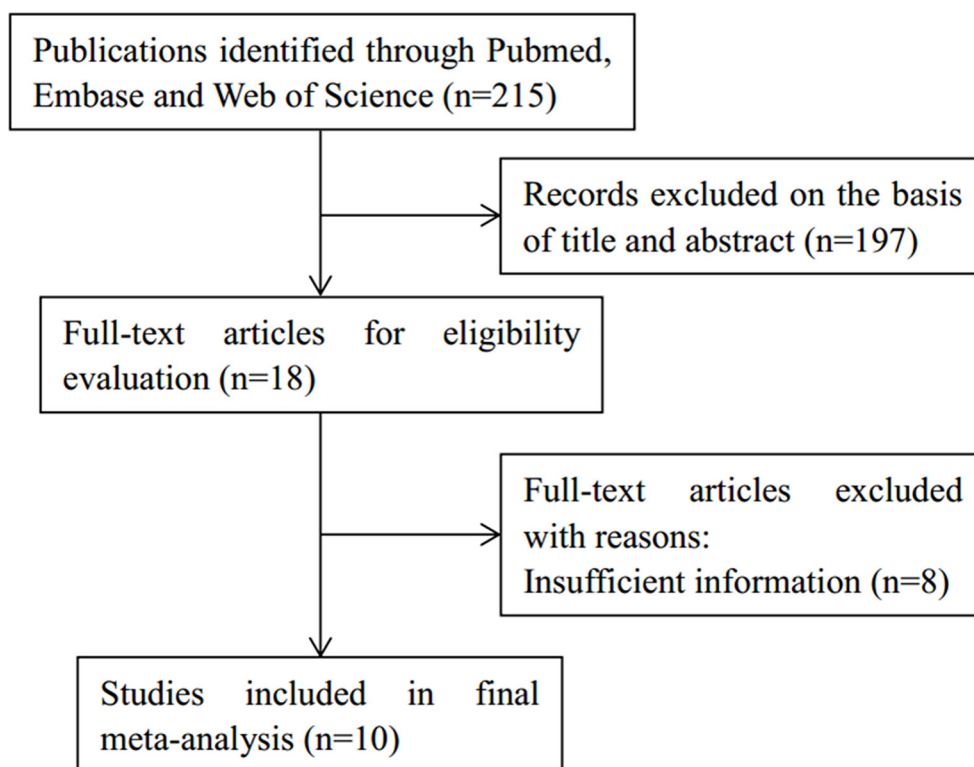 Publications identified through Pubmed,
Embase and Web of Science (n=215)
Records excluded on the basis
of title and abstract (n=197)
Full-text articles for eligibility
evaluation (n=18)
Full-text articles excluded
with reasons:
Insufficient information (n=8)
Studies included in final
meta-analysis (n=10)